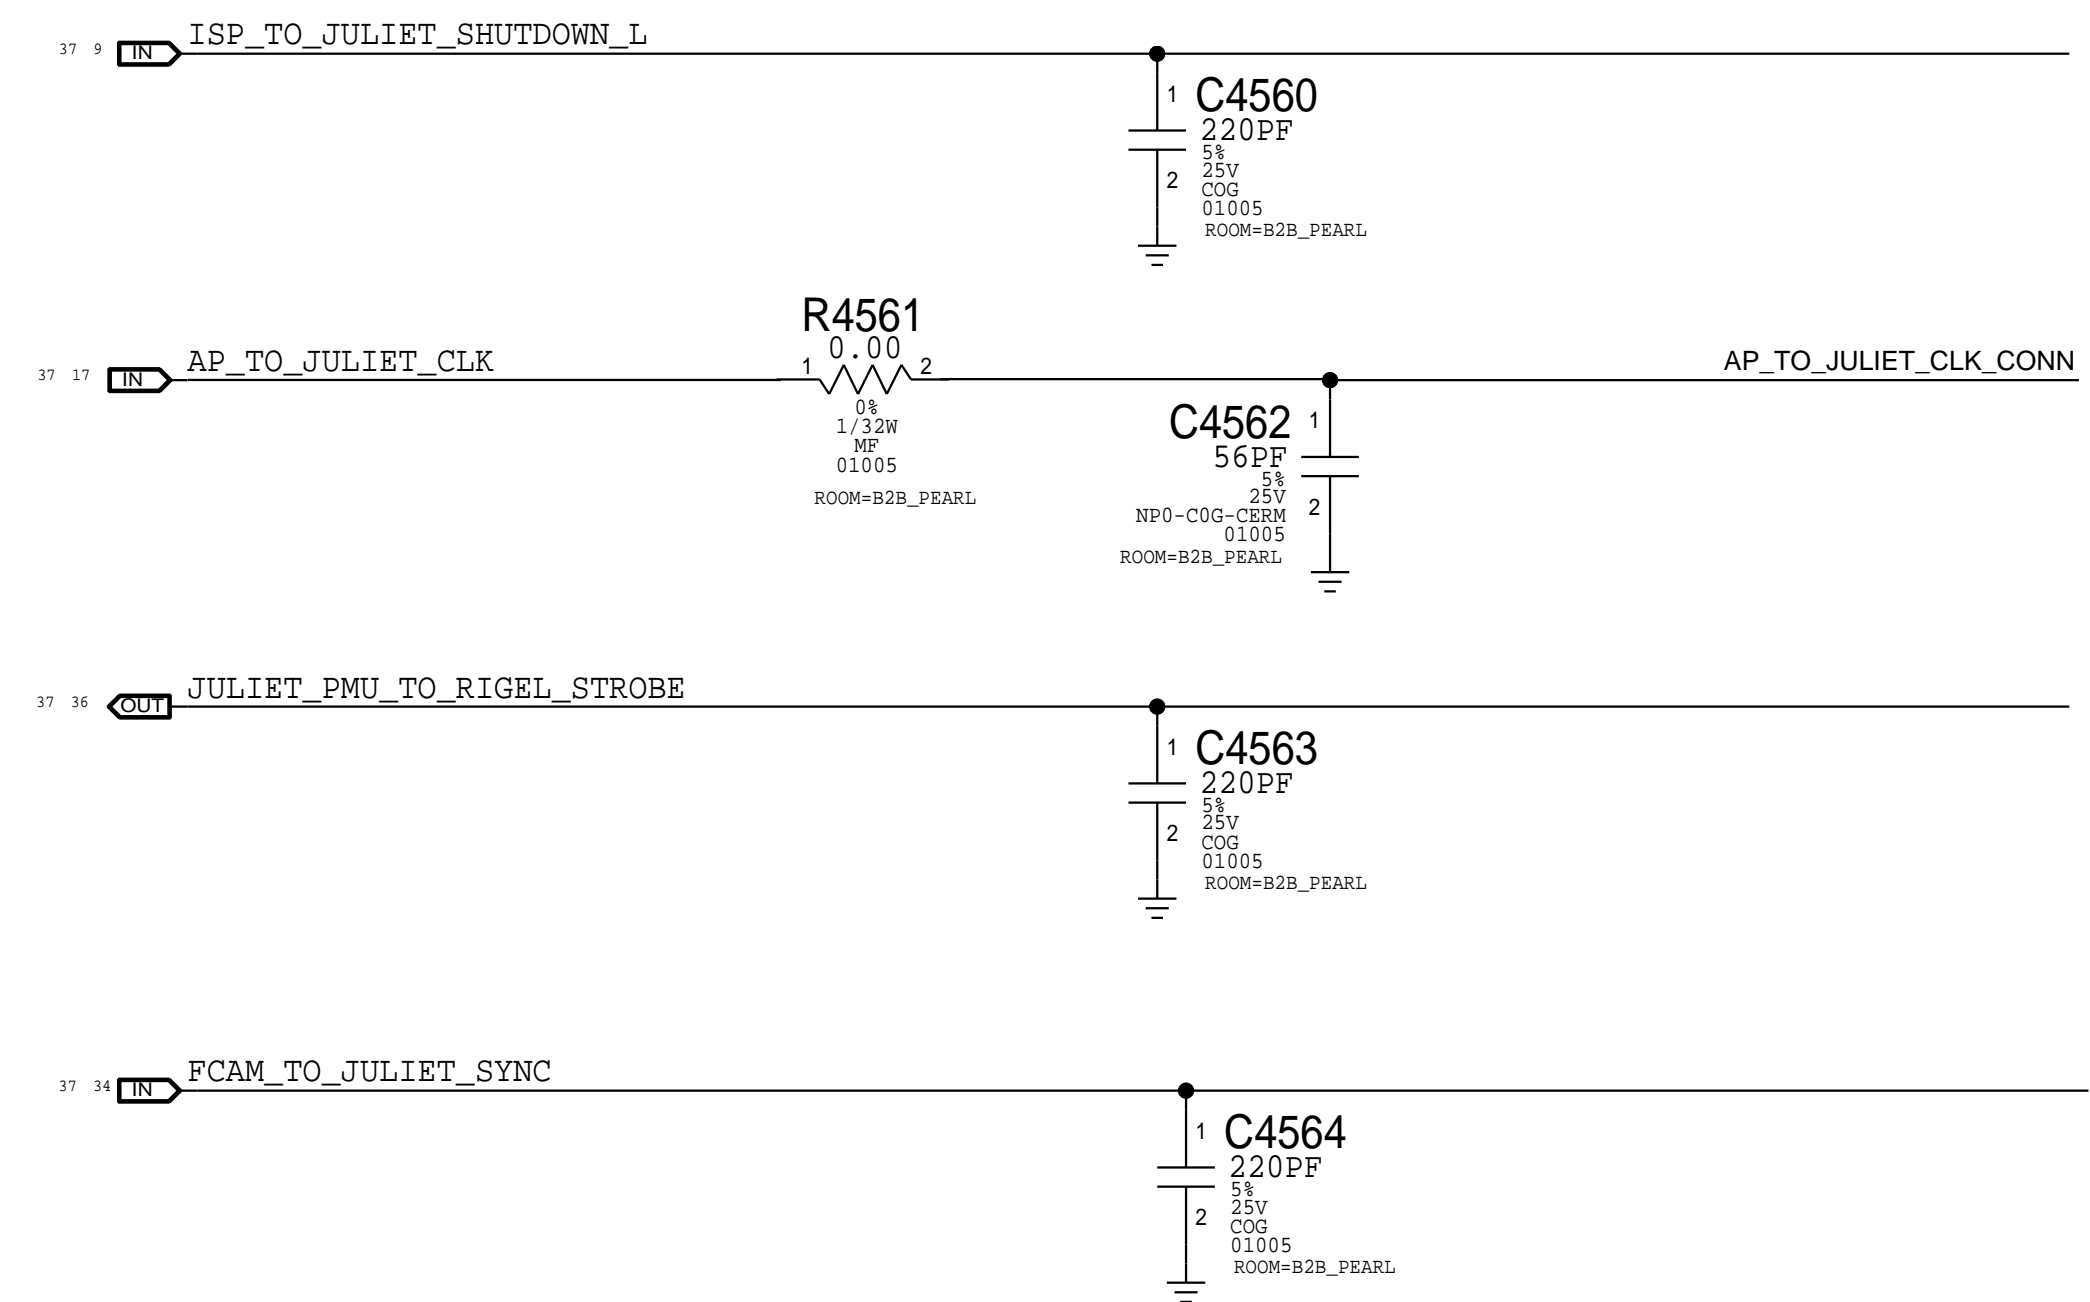 ISP_TO_JULIET_SHUTDOWN_L
37 9 IN
1 C4560
220PF
5%
25V
2
COG
01005
ROOM=B2B_PEARL
R4561
0.00
AP_TO_JULIET_CLK
1 2
AP_TO_JULIET_CLK_CONN
37 17 IN
0%
1/32W
MF
01005
ROOM=B2B_PEARL
C4562 1
56PF
5%
25V
2
NP0-C0G-CERM
01005
ROOM=B2B_PEARL
JULIET_PMU_TO_RIGEL_STROBE
37 36 OUT
1 C4563
220PF
5%
25V
2
COG
01005
ROOM=B2B_PEARL
FCAM_TO_JULIET_SYNC
37 34 IN
1 C4564
220PF
5%
25V
2
COG
01005
ROOM=B2B_PEARL